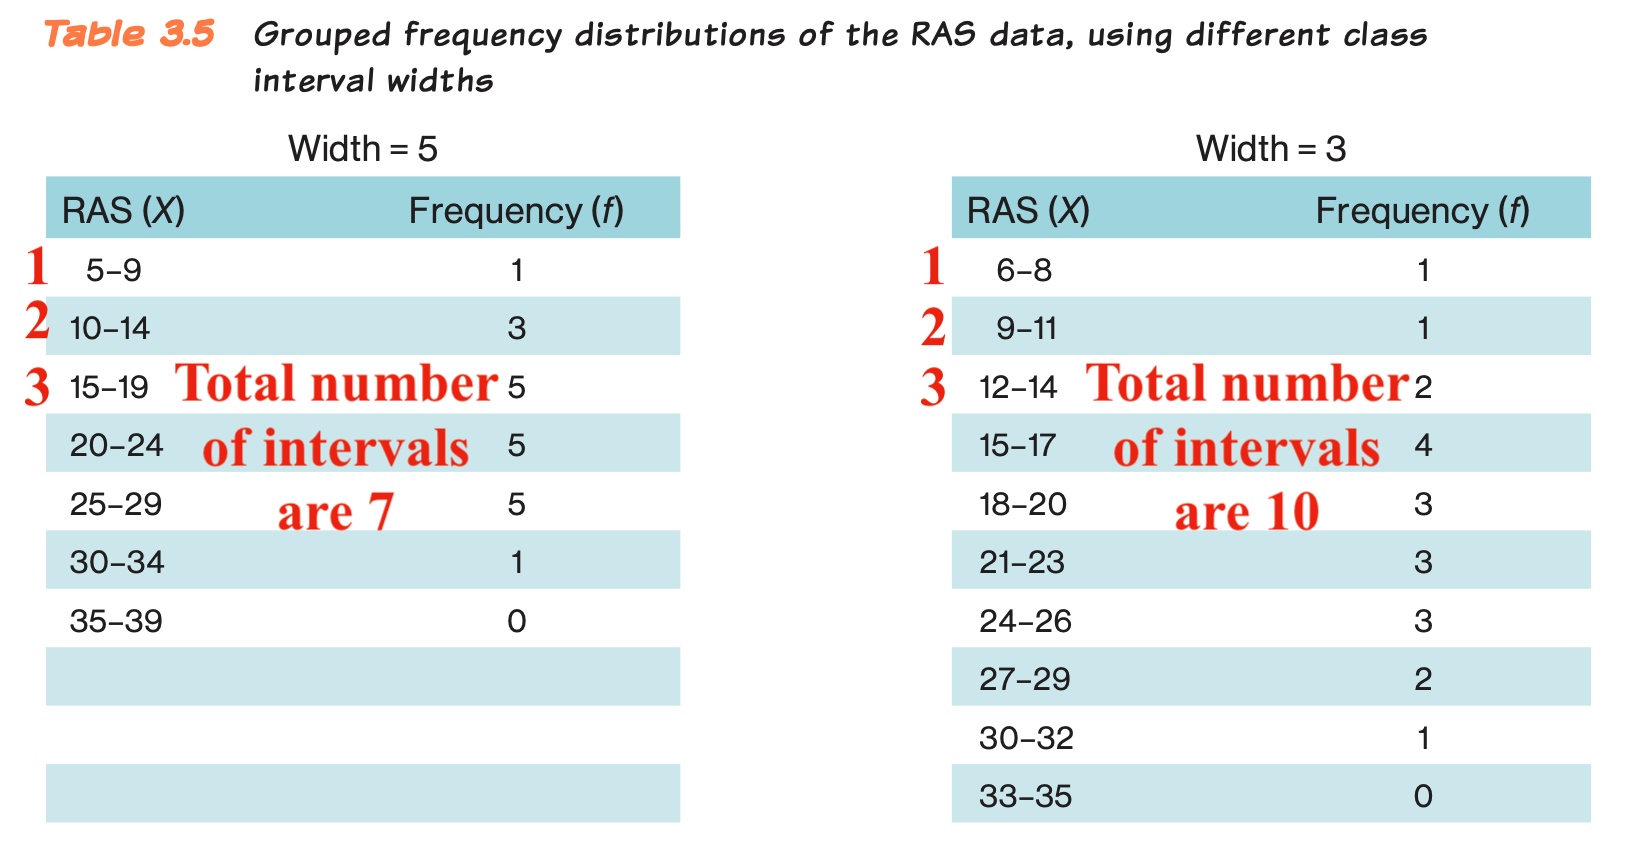 Table 3.5 Grouped frequency distributions of the RAS data, using different class
interval widths
Width = 5
RAS (X) Frequency (f)
1 5–9 1
2 10–14 3
3 15–19 Total number 5
20–24 of intervals 5
25–29 are 7 5
30–34 1
35–39 0
Width = 3
RAS (X) Frequency (f)
1 6–8 1
2 9–11 1
3 12–14 Total number 2
15–17 of intervals 4
18–20 are 10 3
21–23 3
24–26 3
27–29 2
30–32 1
33–35 0